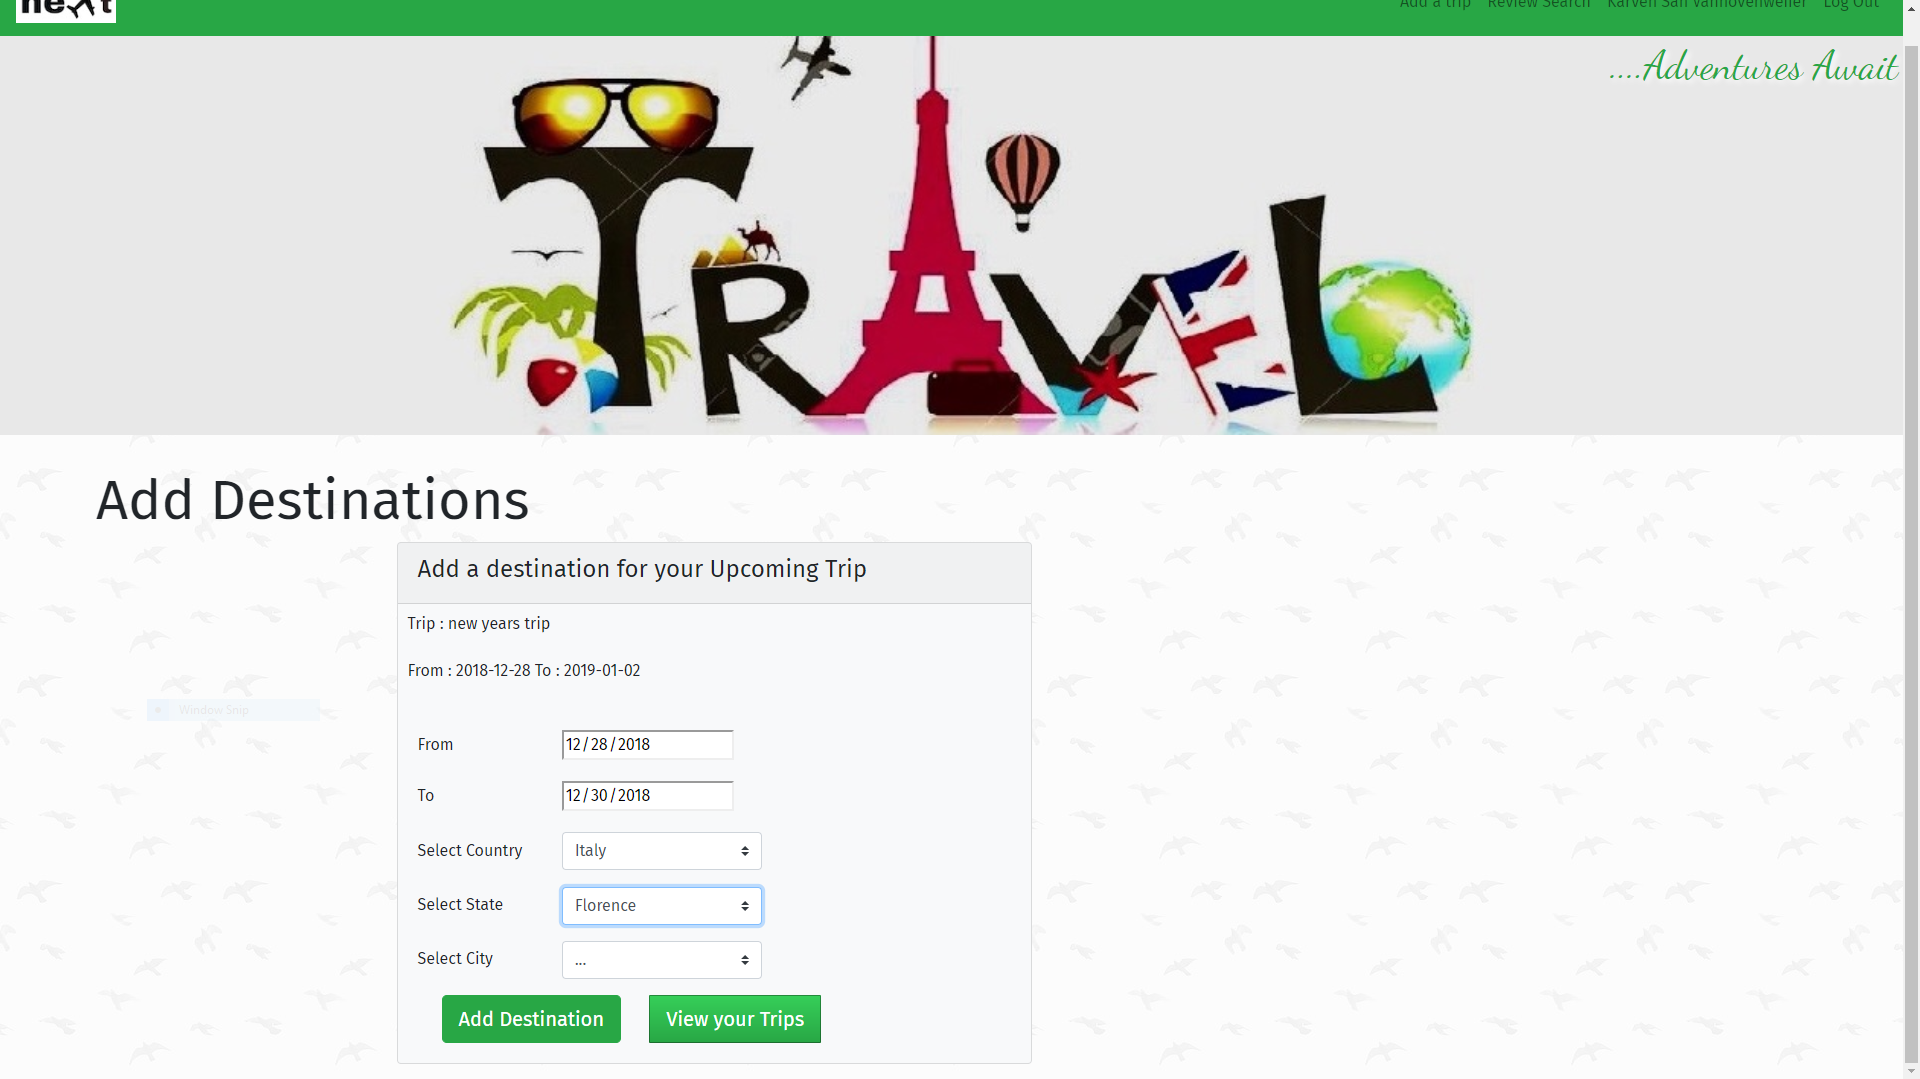 next
Add a trip Review Search Karven San Vannovenweller Log Out
....Adventures Await
TRAVEL
Add Destinations
Add a destination for your Upcoming Trip
Trip : new years trip
From : 2018-12-28 To : 2019-01-02
Window Snip
From 12/28/2018
To 12/30/2018
Select Country Italy
Select State Florence
Select City ...
Add Destination View your Trips